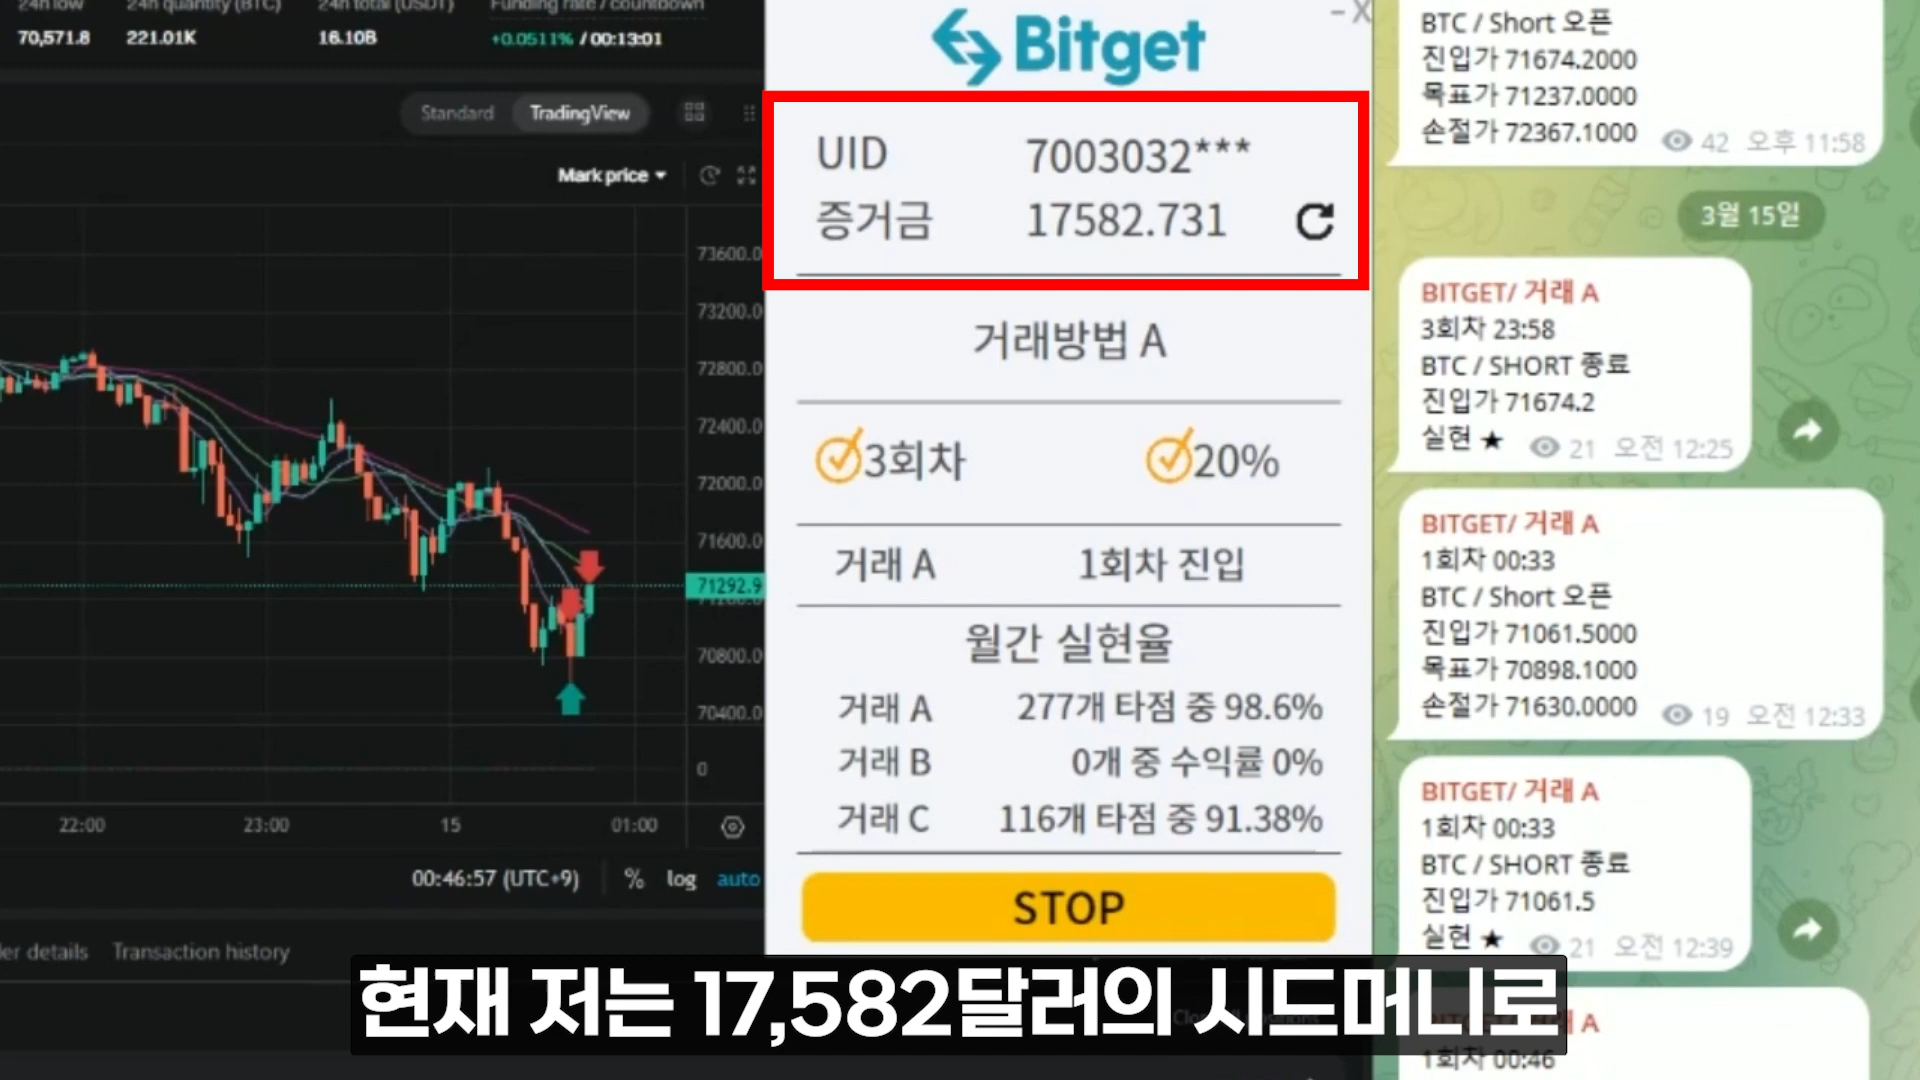 24h low 24h quantity (BTC) 24h total (USDT) Funding rate / countdown
70,571.8 221.01K 16.10B +0.0511% / 00:13:01
Standard TradingView
Mark price
73600.0
73200.0
72800.0
72400.0
72000.0
71600.0
71292.9
70800.0
70400.0
0
22:00 23:00 15 01:00
00:46:57 (UTC+9) % log auto
details Transaction history
Bitget
- X
UID 7003032***
증거금 17582.731
거래방법 A
3회차 20%
거래 A 1회차 진입
월간 실현율
거래 A 277개 타점 중 98.6%
거래 B 0개 중 수익률 0%
거래 C 116개 타점 중 91.38%
STOP
BTC / Short 오픈
진입가 71674.2000
목표가 71237.0000
손절가 72367.1000 42 오후 11:58
3월 15일
BITGET/ 거래 A
3회차 23:58
BTC / SHORT 종료
진입가 71674.2
실현 ★ 21 오전 12:25
BITGET/ 거래 A
1회차 00:33
BTC / Short 오픈
진입가 71061.5000
목표가 70898.1000
손절가 71630.0000 19 오전 12:33
BITGET/ 거래 A
1회차 00:33
BTC / SHORT 종료
진입가 71061.5
실현 ★ 21 오전 12:39
A
1회차 00:46
현재 저는 17,582달러의 시드머니로